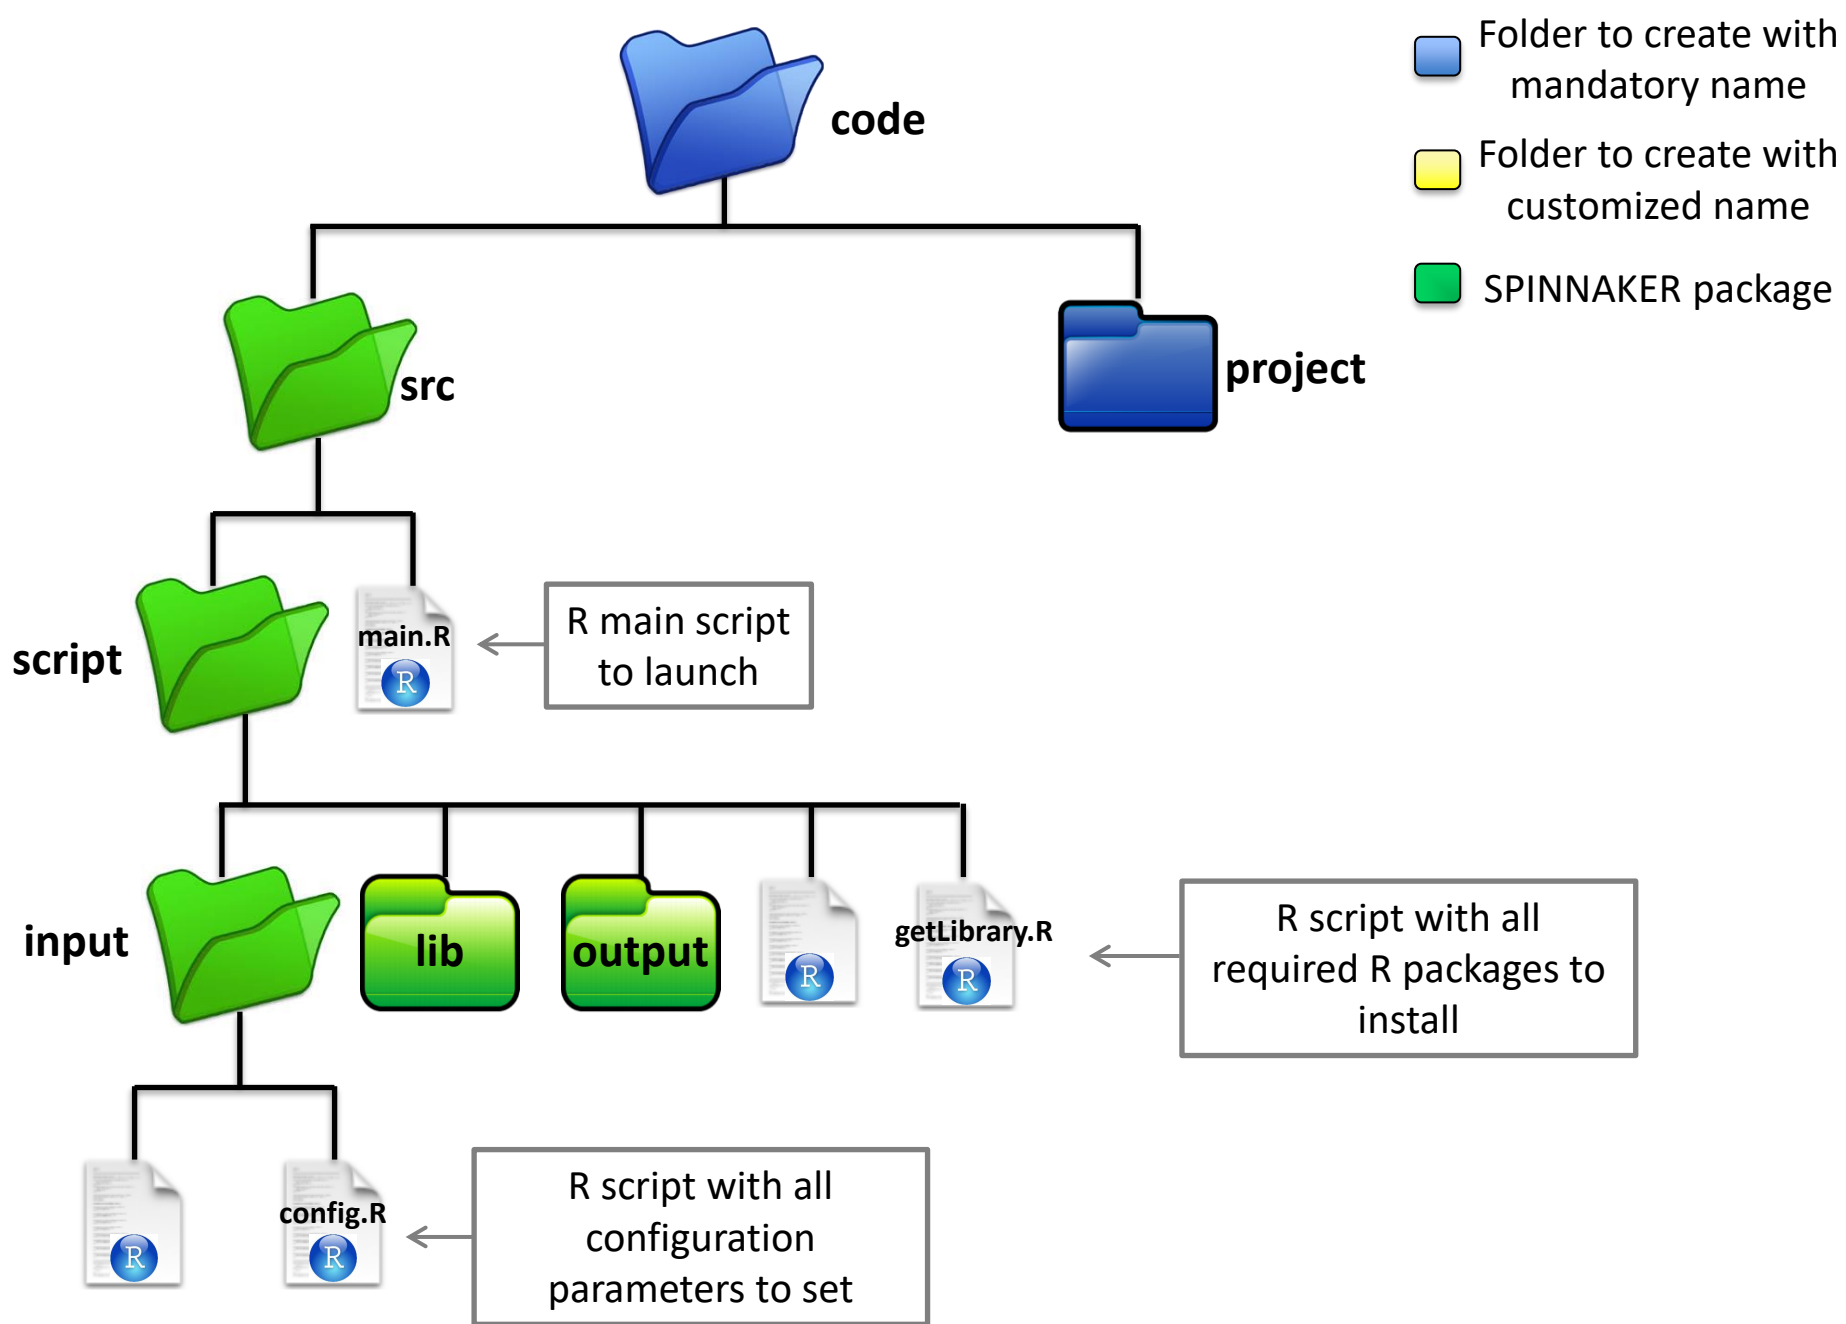 Folder to create with
mandatory name
code
Folder to create with
customized name
SPINNAKER package
src
project
main.R
R
R main script
to launch
script
input
lib
output
R
getLibrary.R
R
R script with all
required R packages to
install
R
config.R
R
R script with all
configuration
parameters to set